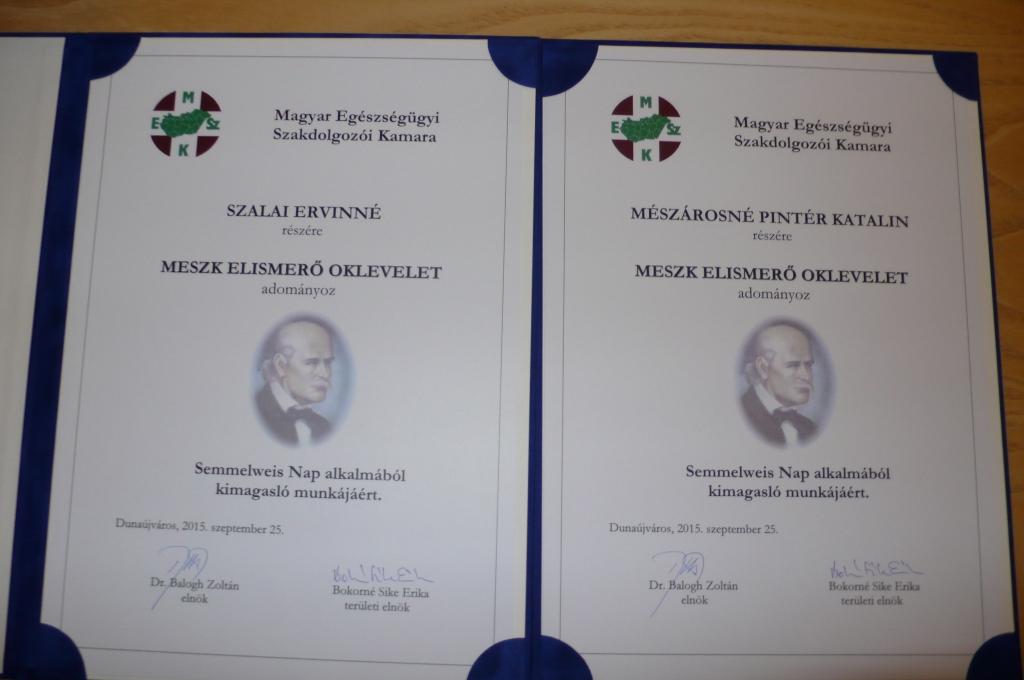 M
E SZ
K
Magyar Egészségügyi
Szakdolgozói Kamara
SZALAI ERVINNÉ
részére
MESZK ELISMERŐ OKLEVELET
adományoz
Semmelweis Nap alkalmából
kimagasló munkájáért.
Dunaújváros, 2015. szeptember 25.
Dr. Balogh Zoltán
elnök
Bokorné Sike Erika
területi elnök
M
E SZ
K
Magyar Egészségügyi
Szakdolgozói Kamara
MÉSZÁROSNÉ PINTÉR KATALIN
részére
MESZK ELISMERŐ OKLEVELET
adományoz
Semmelweis Nap alkalmából
kimagasló munkájáért.
Dunaújváros, 2015. szeptember 25.
Dr. Balogh Zoltán
elnök
Bokorné Sike Erika
területi elnök